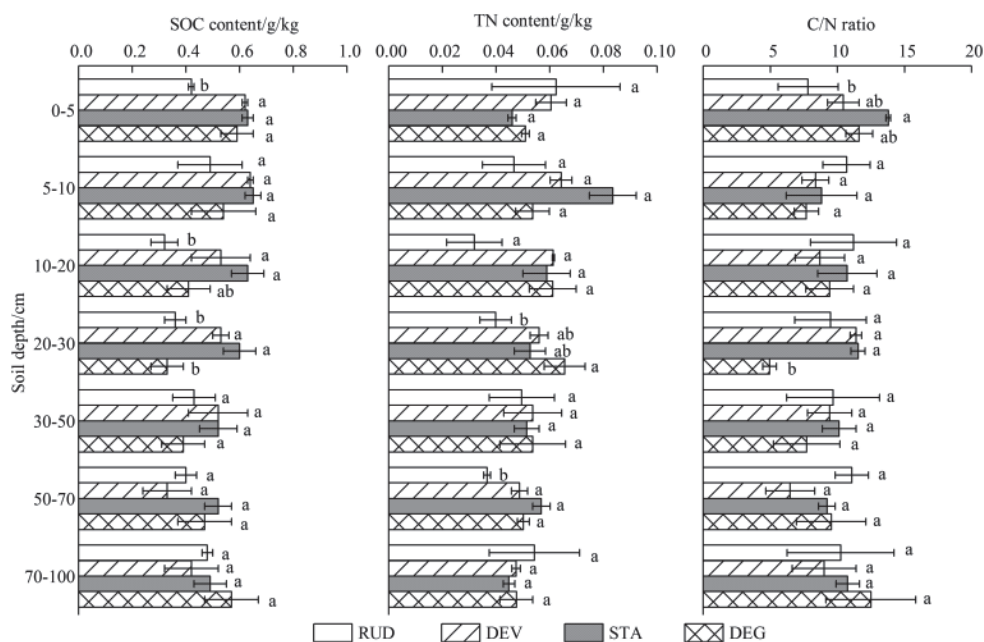 SOC content/g/kg
0.0 0.2 0.4 0.6 0.8 1.0
TN content/g/kg
0.00 0.02 0.04 0.06 0.08 0.10
C/N ratio
0 5 10 15 20
Soil depth/cm
0-5
b
a
a
a
a
a
a
a
b
ab
a
ab
5-10
a
a
a
a
a
a
a
a
a
a
a
a
10-20
b
a
a
ab
a
a
a
a
a
a
a
a
20-30
b
a
a
b
b
ab
ab
a
a
a
a
b
30-50
a
a
a
a
a
a
a
a
a
a
a
a
50-70
a
a
a
a
b
a
a
a
a
a
a
a
70-100
a
a
a
a
a
a
a
a
a
a
a
a
RUD DEV STA DEG